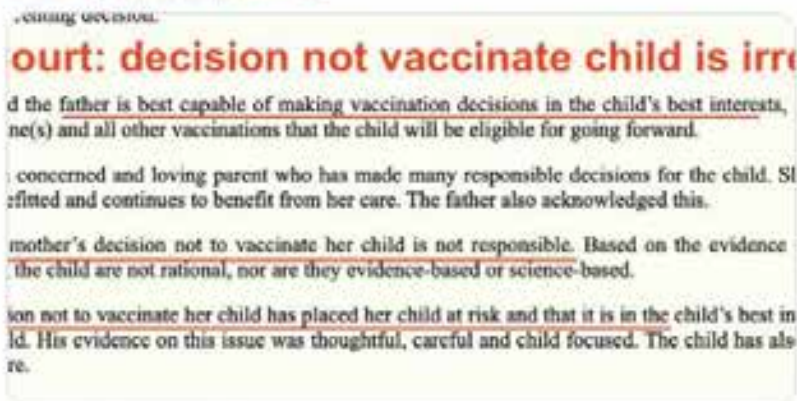 decision.
ourt: decision not vaccinate child is irre
d the father is best capable of making vaccination decisions in the child's best interests,
ne(s) and all other vaccinations that the child will be eligible for going forward.
concerned and loving parent who has made many responsible decisions for the child. Sl
efitted and continues to benefit from her care. The father also acknowledged this.
mother's decision not to vaccinate her child is not responsible. Based on the evidence
the child are not rational, nor are they evidence-based or science-based.
ion not to vaccinate her child has placed her child at risk and that it is in the child's best in
ld. His evidence on this issue was thoughtful, careful and child focused. The child has als
re.